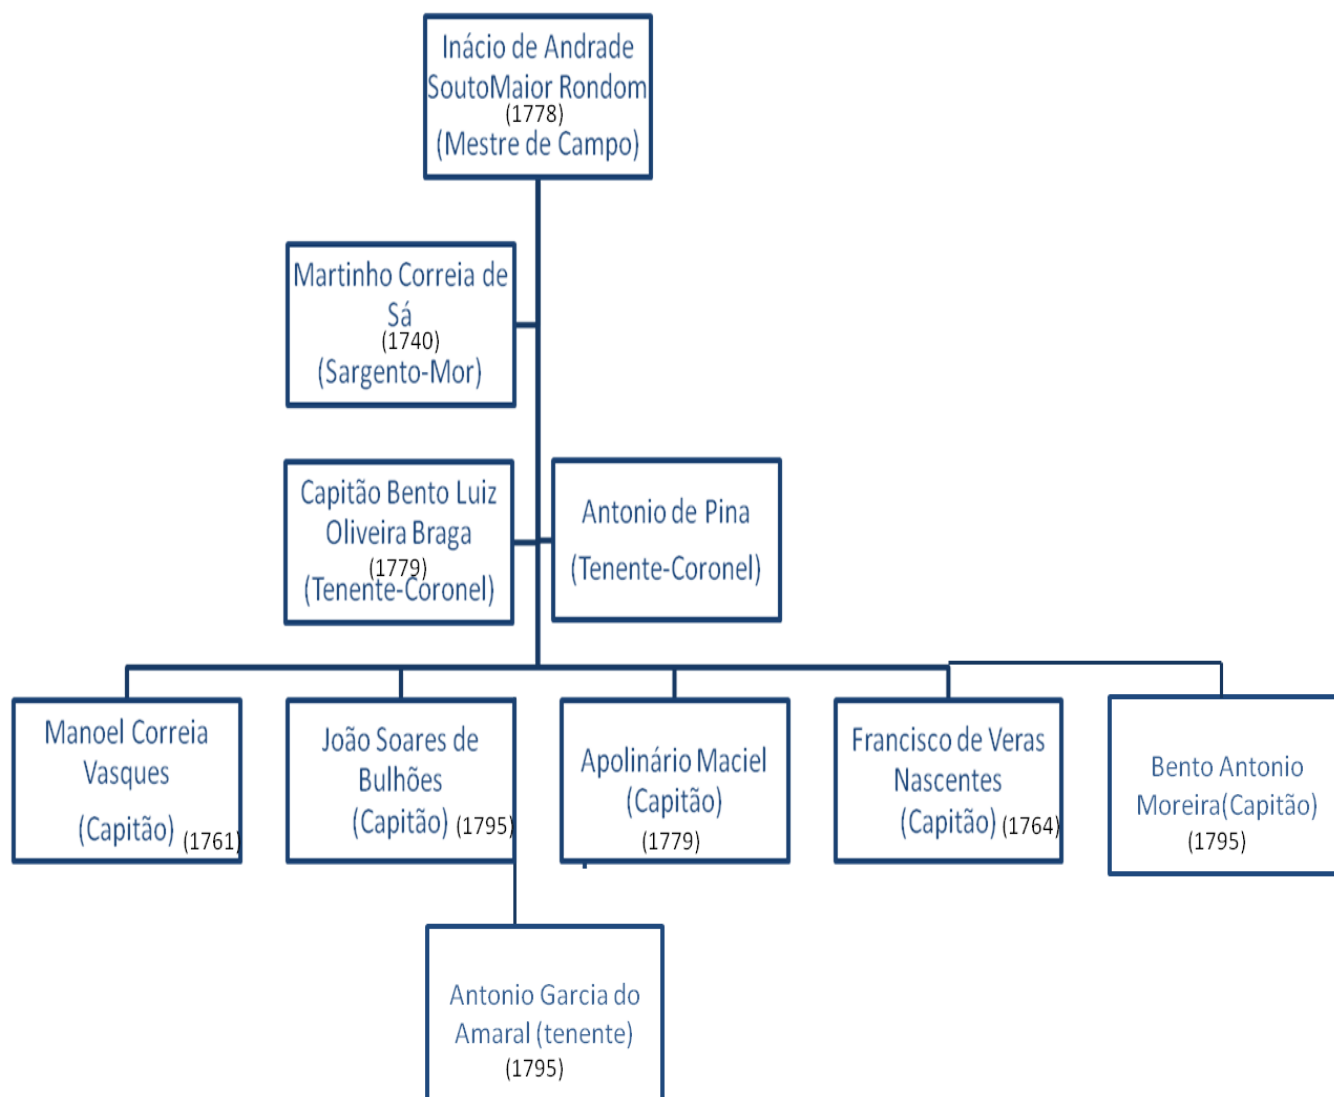 Inácio de Andrade
SoutoMaior Rondom
(1778)
(Mestre de Campo)
Martinho Correia de
Sá
(1740)
(Sargento-Mor)
Capitão Bento Luiz
Oliveira Braga
(1779)
(Tenente-Coronel)
Antonio de Pina
(Tenente-Coronel)
Manoel Correia
Vasques
(Capitão) (1761)
João Soares de
Bulhões
(Capitão) (1795)
Apolinário Maciel
(Capitão)
(1779)
Francisco de Veras
Nascentes
(Capitão) (1764)
Bento Antonio
Moreira(Capitão)
(1795)
Antonio Garcia do
Amaral (tenente)
(1795)